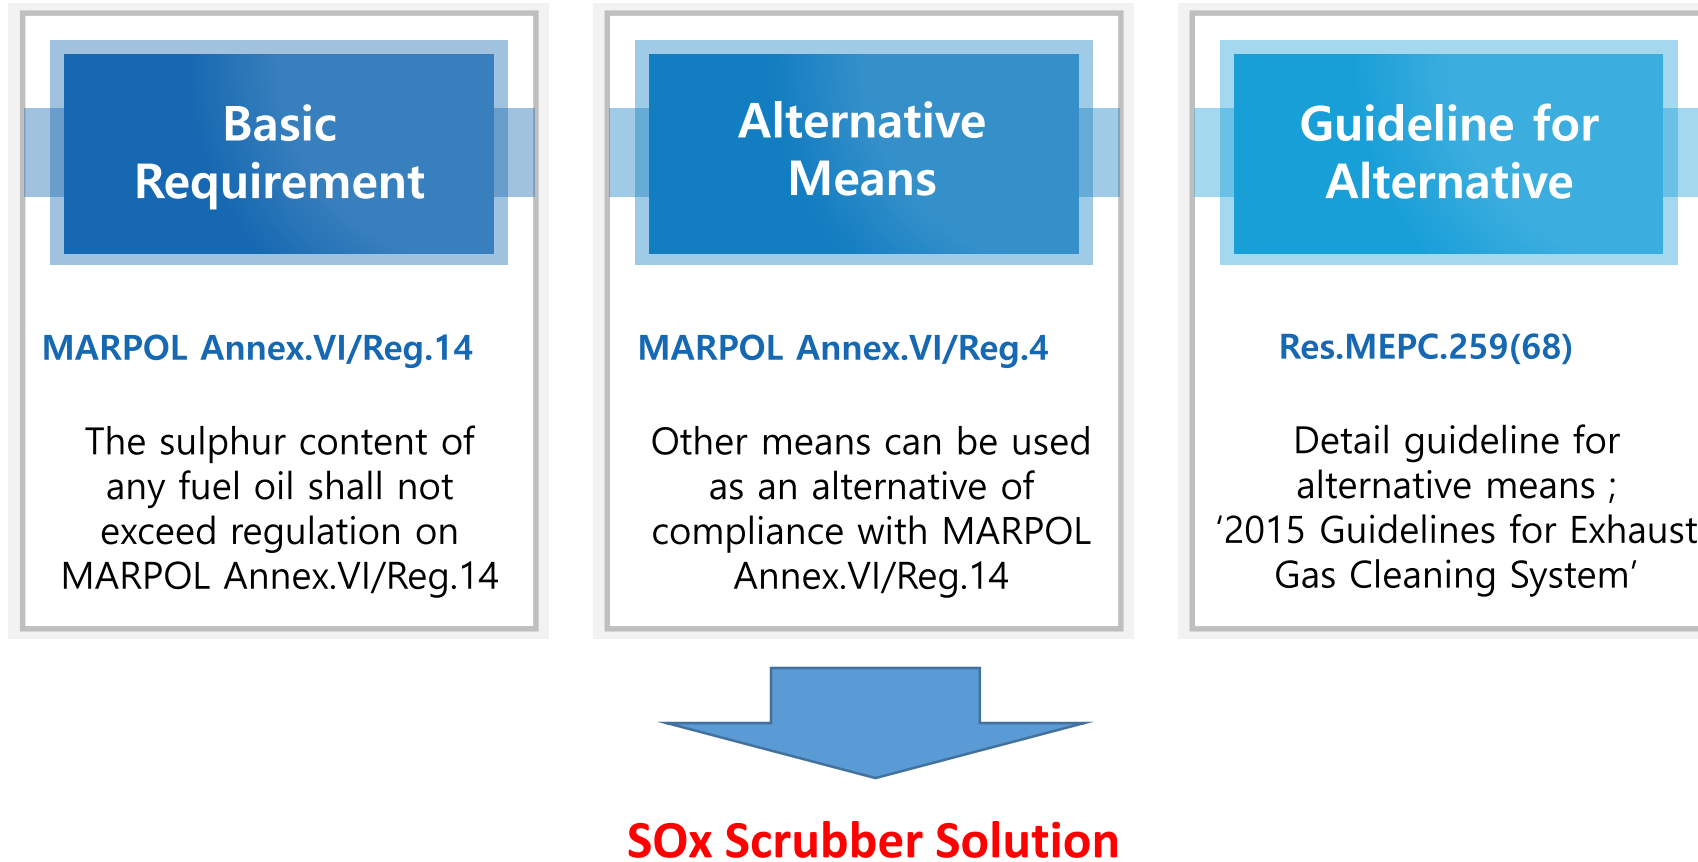 Basic
Requirement
MARPOL Annex.VI/Reg.14
The sulphur content of
any fuel oil shall not
exceed regulation on
MARPOL Annex.VI/Reg.14
Alternative
Means
MARPOL Annex.VI/Reg.4
Other means can be used
as an alternative of
compliance with MARPOL
Annex.VI/Reg.14
Guideline for
Alternative
Res.MEPC.259(68)
Detail guideline for
alternative means ;
‘2015 Guidelines for Exhaust
Gas Cleaning System’
SOx Scrubber Solution